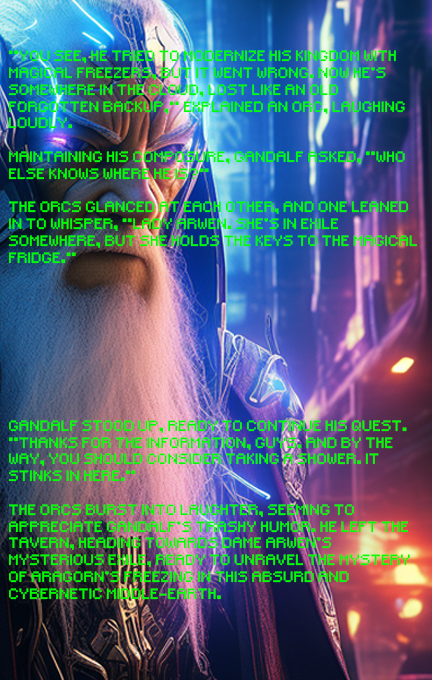 ""YOU SEE, HE TRIED TO MODERNIZE HIS KINGDOM WITH
MAGICAL FREEZERS, BUT IT WENT WRONG. NOW HE'S
SOMEWHERE IN THE CLOUD, LOST LIKE AN OLD
FORGOTTEN BACKUP,"" EXPLAINED AN ORC, LAUGHING
LOUDLY.
MAINTAINING HIS COMPOSURE, GANDALF ASKED, ""WHO
ELSE KNOWS WHERE HE IS?""
THE ORCS GLANCED AT EACH OTHER, AND ONE LEANED
IN TO WHISPER, ""LADY ARWEN. SHE'S IN EXILE
SOMEWHERE, BUT SHE HOLDS THE KEYS TO THE MAGICAL
FRIDGE.""
GANDALF STOOD UP, READY TO CONTINUE HIS QUEST.
""THANKS FOR THE INFORMATION, GUYS. AND BY THE
WAY, YOU SHOULD CONSIDER TAKING A SHOWER. IT
STINKS IN HERE.""
THE ORCS BURST INTO LAUGHTER, SEEMING TO
APPRECIATE GANDALF'S TRASHY HUMOR. HE LEFT THE
TAVERN, HEADING TOWARDS DAME ARWEN'S
MYSTERIOUS EXILE, READY TO UNRAVEL THE MYSTERY
OF ARAGORN'S FREEZING IN THIS ABSURD AND
CYBERNETIC MIDDLE-EARTH.